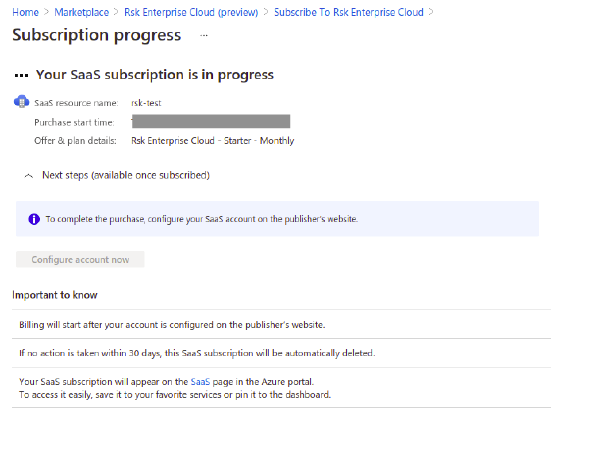 Home > Marketplace > Rsk Enterprise Cloud (preview) > Subscribe To Rsk Enterprise Cloud >
Subscription progress ...
Your SaaS subscription is in progress
SaaS resource name: rsk-test
Purchase start time:
Offer & plan details: Rsk Enterprise Cloud - Starter - Monthly
Next steps (available once subscribed)
To complete the purchase, configure your SaaS account on the publisher's website.
Configure account now
Important to know
Billing will start after your account is configured on the publisher's website.
If no action is taken within 30 days, this SaaS subscription will be automatically deleted.
Your SaaS subscription will appear on the SaaS page in the Azure portal.
To access it easily, save it to your favorite services or pin it to the dashboard.